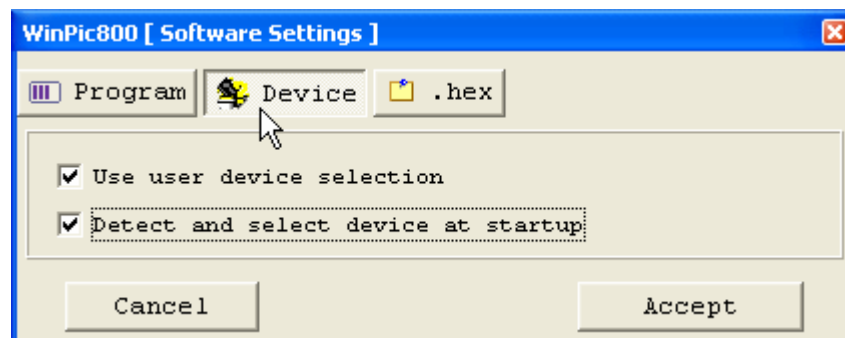 WinPic800 [ Software Settings ]
Program Device .hex
Use user device selection
Detect and select device at startup
Cancel Accept